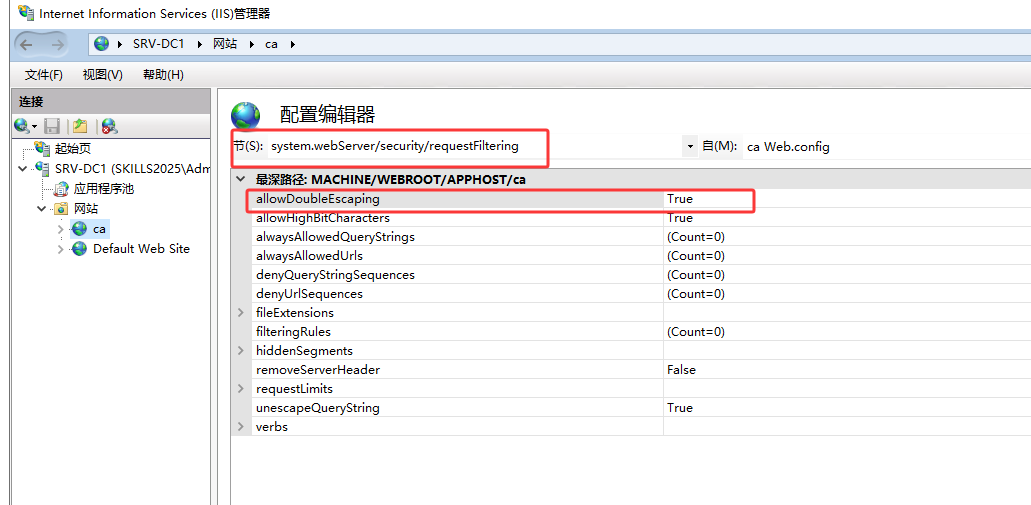 Internet Information Services (IIS)管理器
SRV-DC1 网站 ca
文件(F) 视图(V) 帮助(H)
连接
起始页
SRV-DC1 (SKILLS2025\Adm
应用程序池
网站
ca
Default Web Site
配置编辑器
节(S): system.webServer/security/requestFiltering 自(M): ca Web.config
最深路径: MACHINE/WEBROOT/APPHOST/ca
allowDoubleEscaping True
allowHighBitCharacters True
alwaysAllowedQueryStrings (Count=0)
alwaysAllowedUrls (Count=0)
denyQueryStringSequences (Count=0)
denyUrlSequences (Count=0)
fileExtensions
filteringRules (Count=0)
hiddenSegments
removeServerHeader False
requestLimits
unescapeQueryString True
verbs